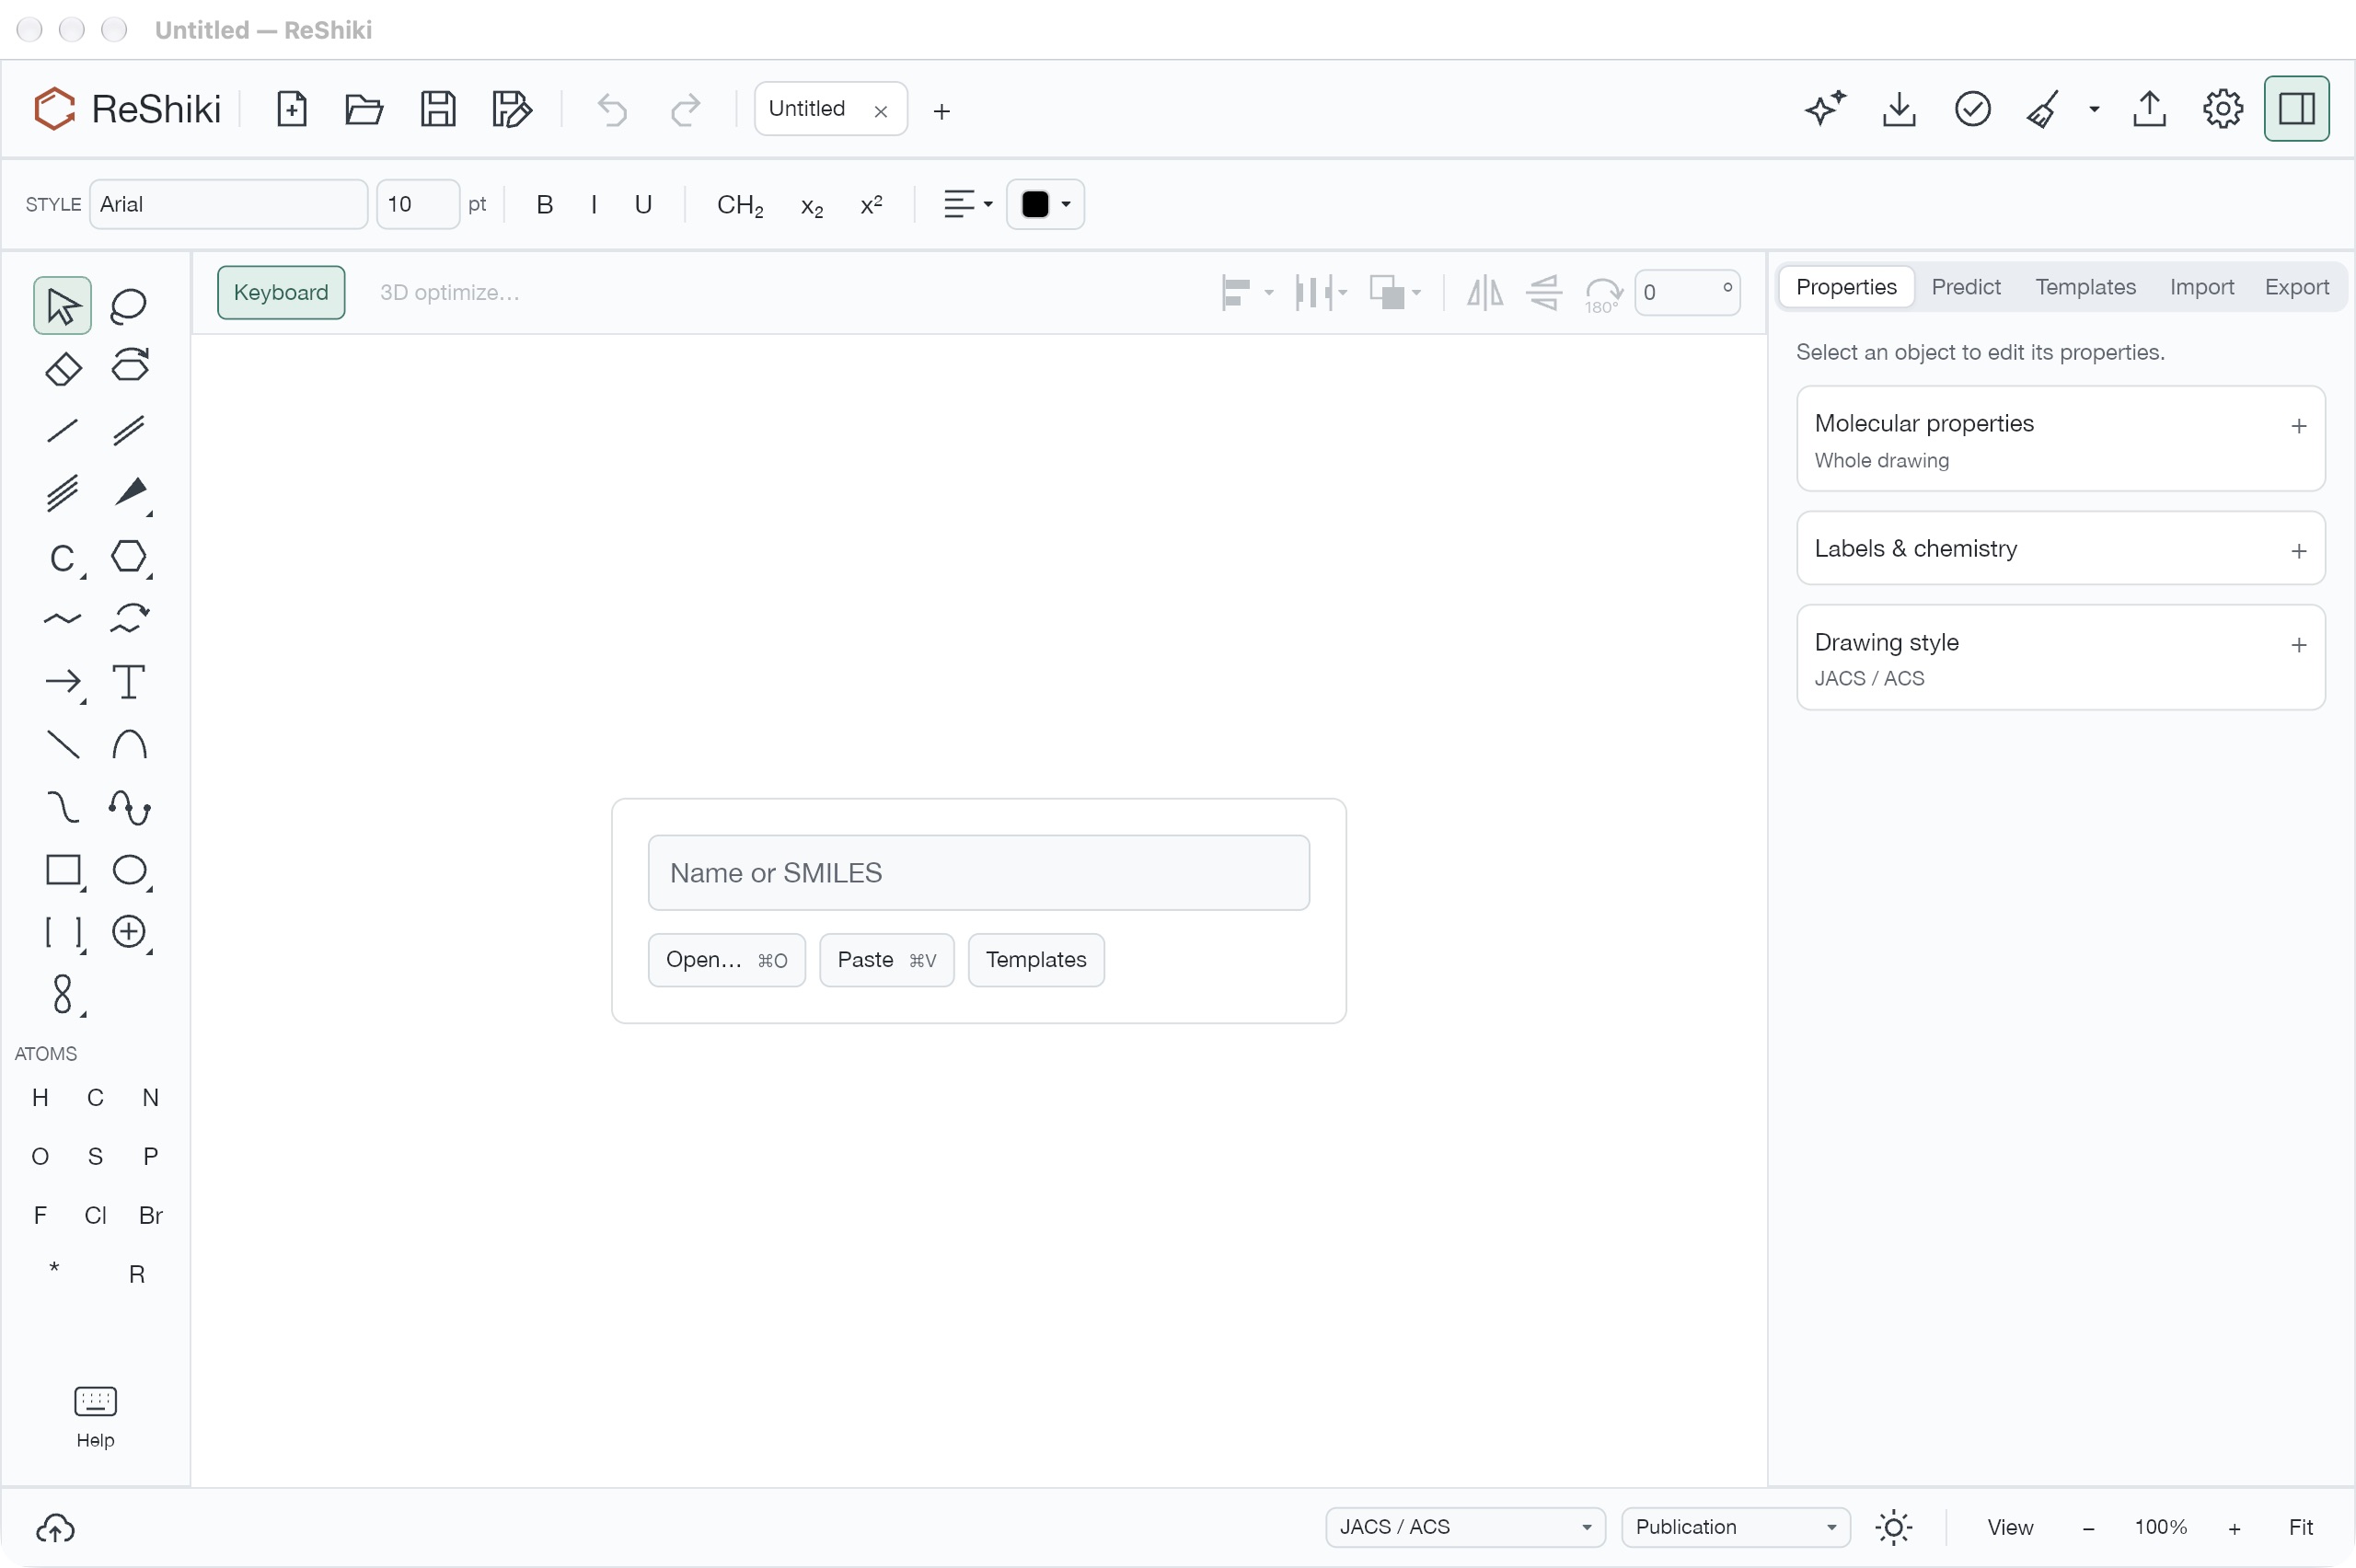 Untitled — ReShiki
ReShiki
Untitled × +
STYLE Arial 10 pt B I U CH₂ x₂ x²
Keyboard 3D optimize...
180° 0 °
Properties Predict Templates Import Export
Select an object to edit its properties.
Molecular properties +
Whole drawing
Labels & chemistry +
Drawing style +
JACS / ACS
C
T
[ ]
Name or SMILES
Open... ⌘O Paste ⌘V Templates
ATOMS
H C N
O S P
F Cl Br
* R
Help
JACS / ACS Publication View − 100% + Fit